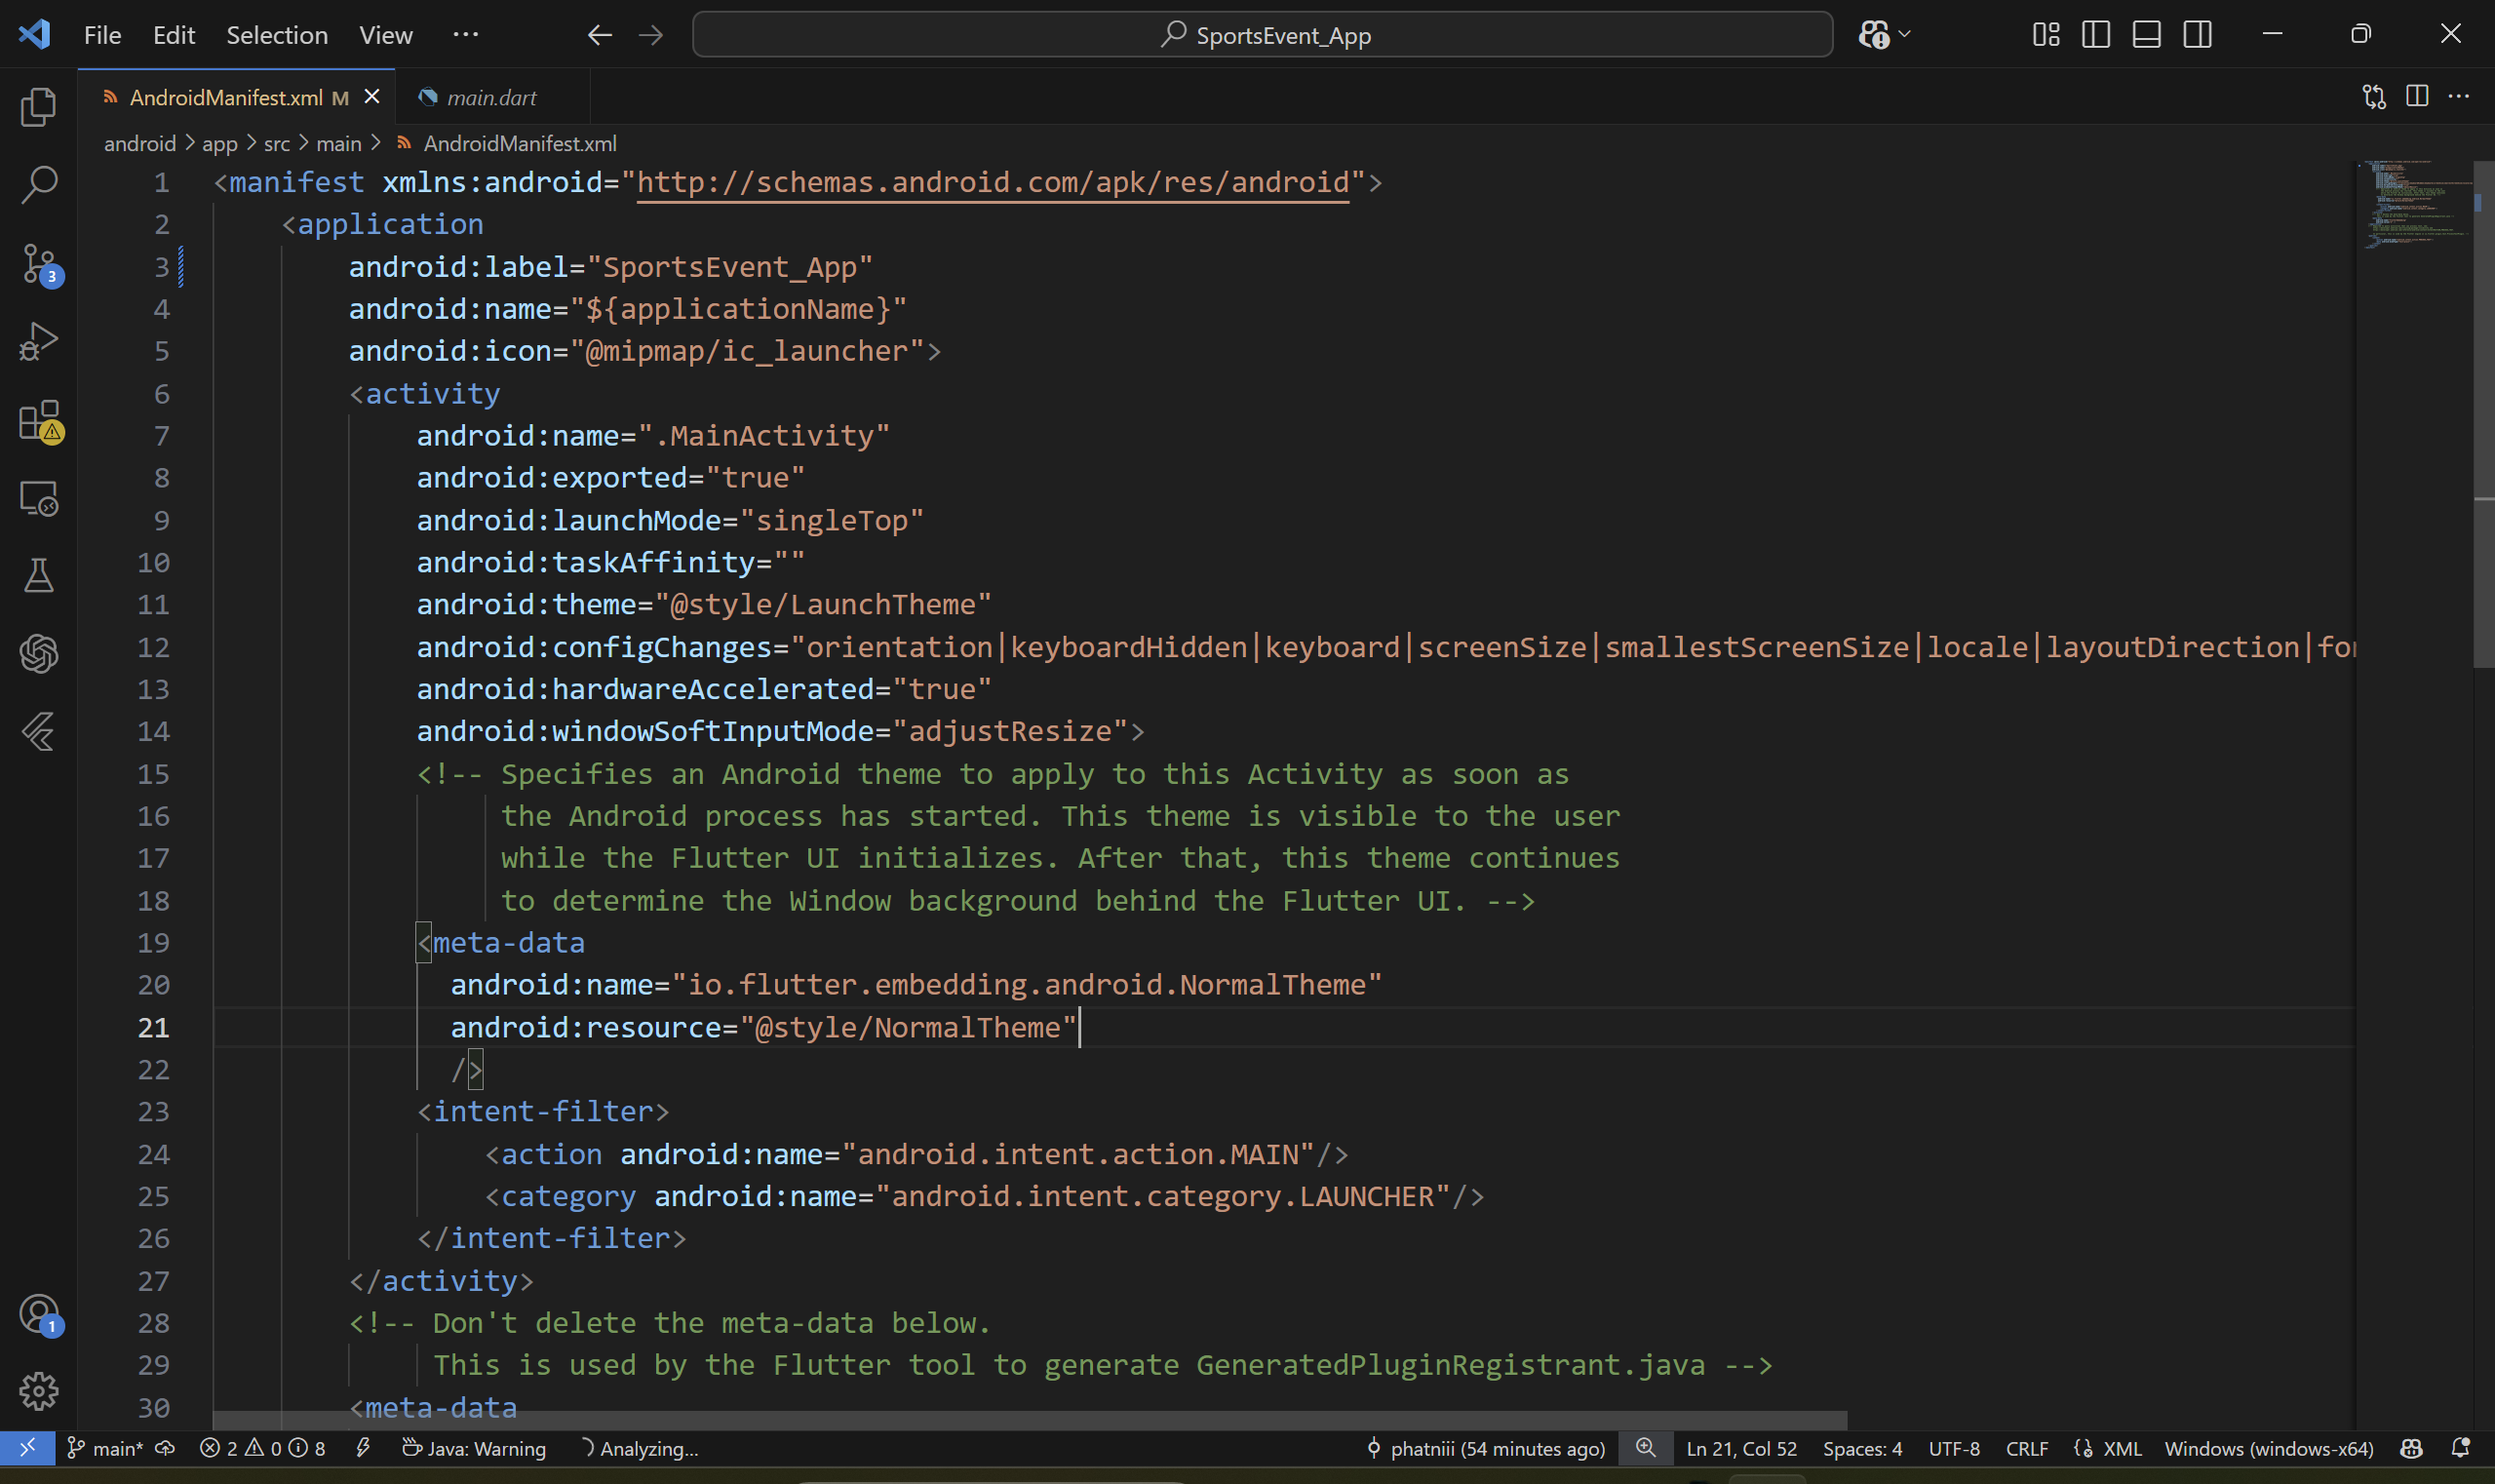 File Edit Selection View ··· SportsEvent_App
AndroidManifest.xml M main.dart
android > app > src > main > AndroidManifest.xml
1 <manifest xmlns:android="http://schemas.android.com/apk/res/android">
2 <application
3 android:label="SportsEvent_App"
4 android:name="${applicationName}"
5 android:icon="@mipmap/ic_launcher">
6 <activity
7 android:name=".MainActivity"
8 android:exported="true"
9 android:launchMode="singleTop"
10 android:taskAffinity=""
11 android:theme="@style/LaunchTheme"
12 android:configChanges="orientation|keyboardHidden|keyboard|screenSize|smallestScreenSize|locale|layoutDirection|for
13 android:hardwareAccelerated="true"
14 android:windowSoftInputMode="adjustResize">
15 <!-- Specifies an Android theme to apply to this Activity as soon as
16 the Android process has started. This theme is visible to the user
17 while the Flutter UI initializes. After that, this theme continues
18 to determine the Window background behind the Flutter UI. -->
19 <meta-data
20 android:name="io.flutter.embedding.android.NormalTheme"
21 android:resource="@style/NormalTheme"
22 />
23 <intent-filter>
24 <action android:name="android.intent.action.MAIN"/>
25 <category android:name="android.intent.category.LAUNCHER"/>
26 </intent-filter>
27 </activity>
28 <!-- Don't delete the meta-data below.
29 This is used by the Flutter tool to generate GeneratedPluginRegistrant.java -->
30 <meta-data
3
1
main* 2 0 8 Java: Warning Analyzing... phatniii (54 minutes ago) Ln 21, Col 52 Spaces: 4 UTF-8 CRLF XML Windows (windows-x64)